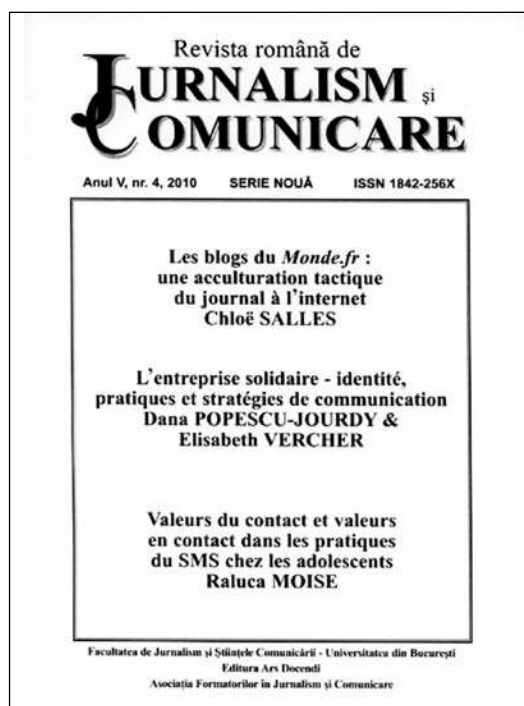 Revista română de
JURNALISM și
COMUNICARE
Anul V, nr. 4, 2010 SERIE NOUĂ ISSN 1842-256X
Les blogs du Monde.fr :
une acculturation tactique
du journal à l'internet
Chloë SALLES
L'entreprise solidaire - identité,
pratiques et stratégies de communication
Dana POPESCU-JOURDY &
Elisabeth VERCHER
Valeurs du contact et valeurs
en contact dans les pratiques
du SMS chez les adolescents
Raluca MOISE
Facultatea de Jurnalism și Științele Comunicării - Universitatea din București
Editura Ars Docendi
Asociația Formatorilor în Jurnalism și Comunicare